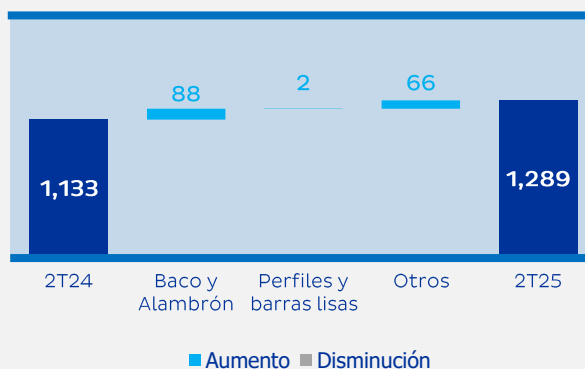 88
2
66
1,133
1,289
2T24
Baco y
Alambrón
Perfiles y
barras lisas
Otros
2T25
Aumento
Disminución